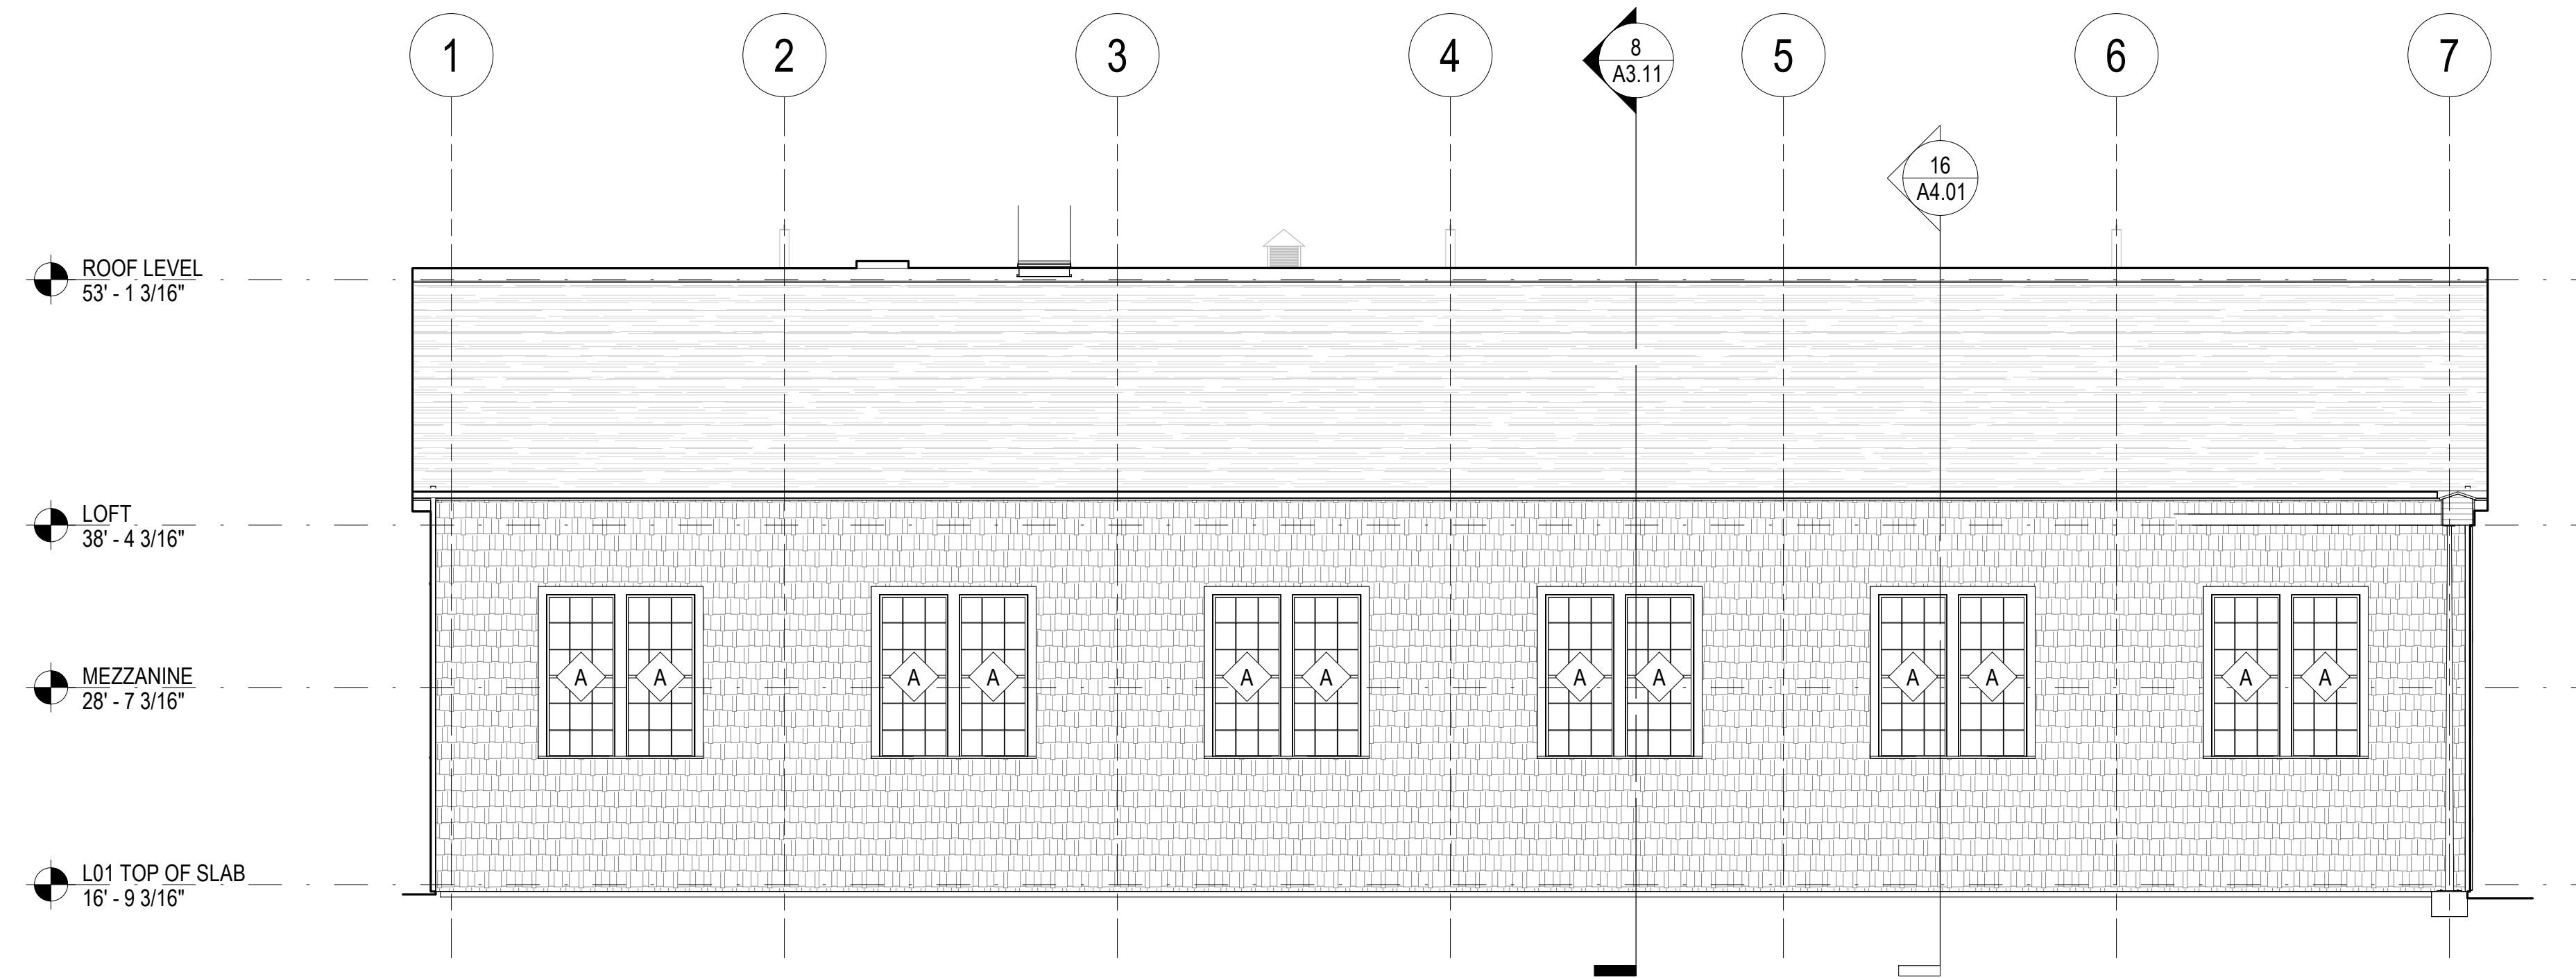 1
2
3
4
8
A3.11
5
6
7
16
A4.01
ROOF LEVEL
53' - 1 3/16"
LOFT
38' - 4 3/16"
A A A A A A A A A A A A
MEZZANINE
28' - 7 3/16"
L01 TOP OF SLAB
16' - 9 3/16"